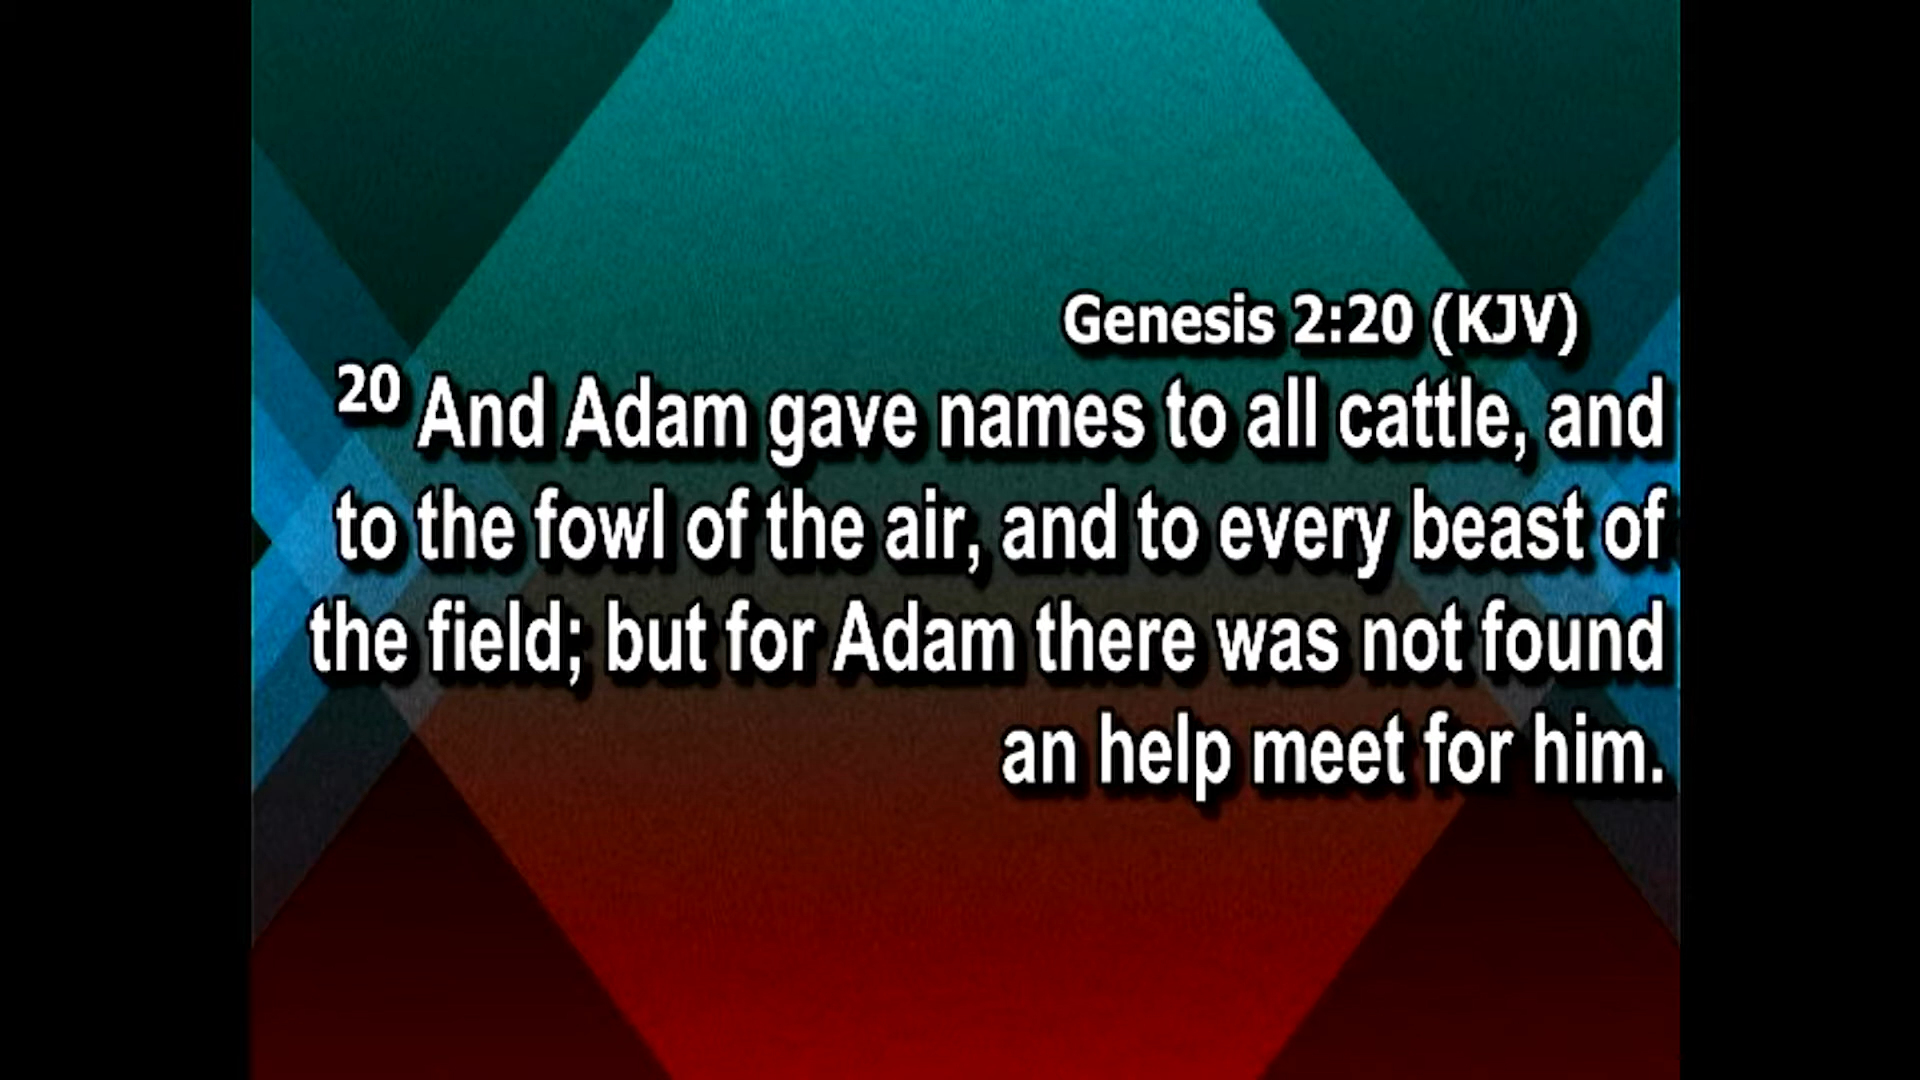 Genesis 2:20 (KJV)
20 And Adam gave names to all cattle, and
to the fowl of the air, and to every beast of
the field; but for Adam there was not found
an help meet for him.